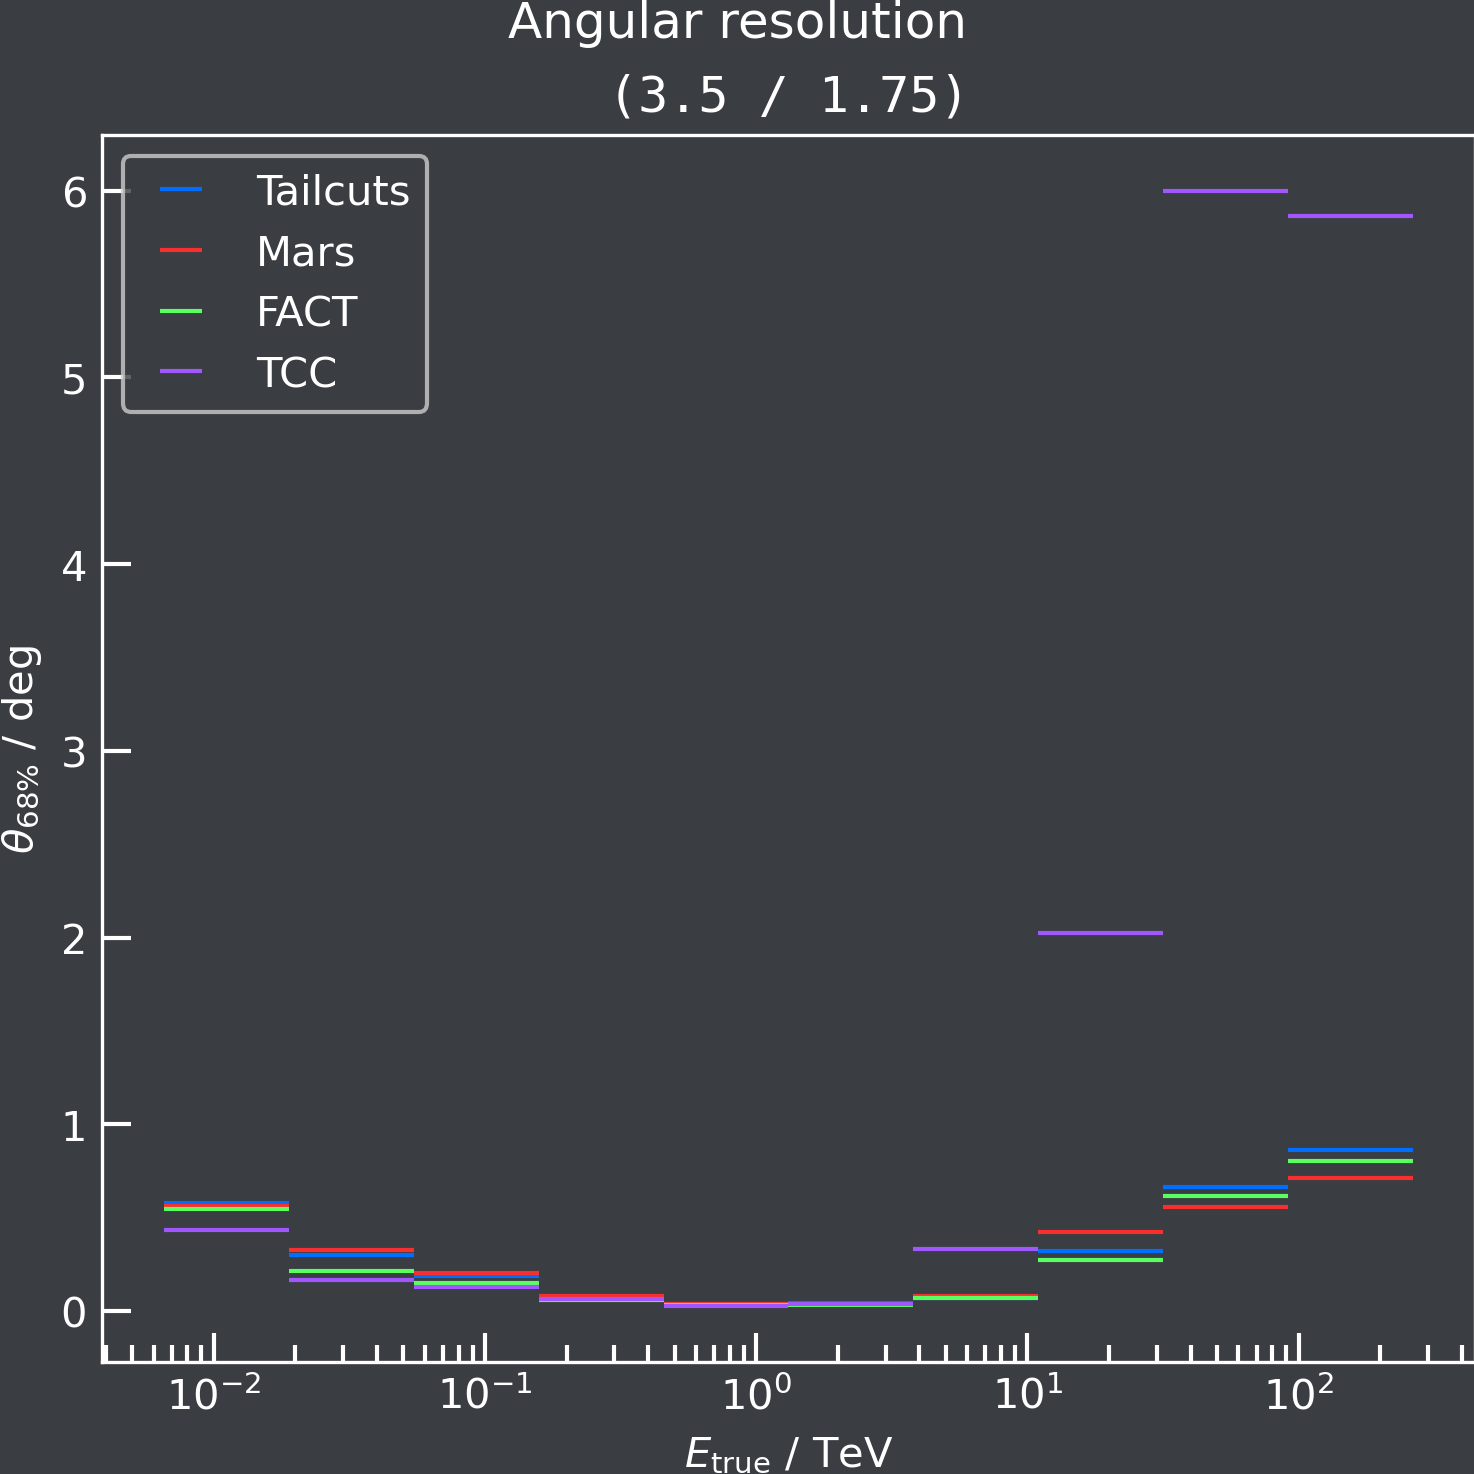 Angular resolution
(3.5 / 1.75)
Tailcuts
Mars
FACT
TCC
6
5
4
3
2
1
0
θ68% / deg
10⁻² 10⁻¹ 10⁰ 10¹ 10²
Etrue / TeV